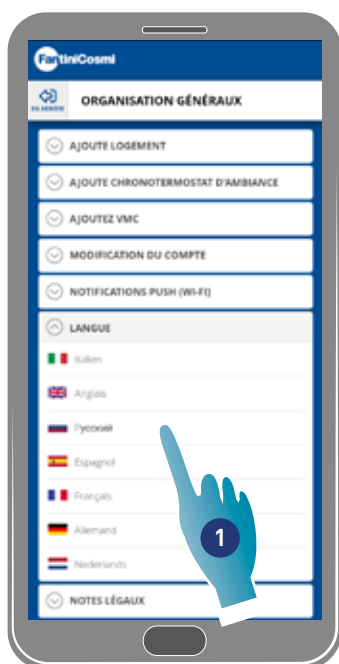 FantiniCosmi
EN ARRIÈRE
ORGANISATION GÉNÉRAUX
AJOUTE LOGEMENT
AJOUTE CHRONOTERMOSTAT D'AMBIANCE
AJOUTEZ VMC
MODIFICATION DU COMPTE
NOTIFICATIONS PUSH (WI-FI)
LANGUE
Italien
Anglais
Русский
Espagnol
Français
Allemand
Nederlands
1
NOTES LÉGAUX